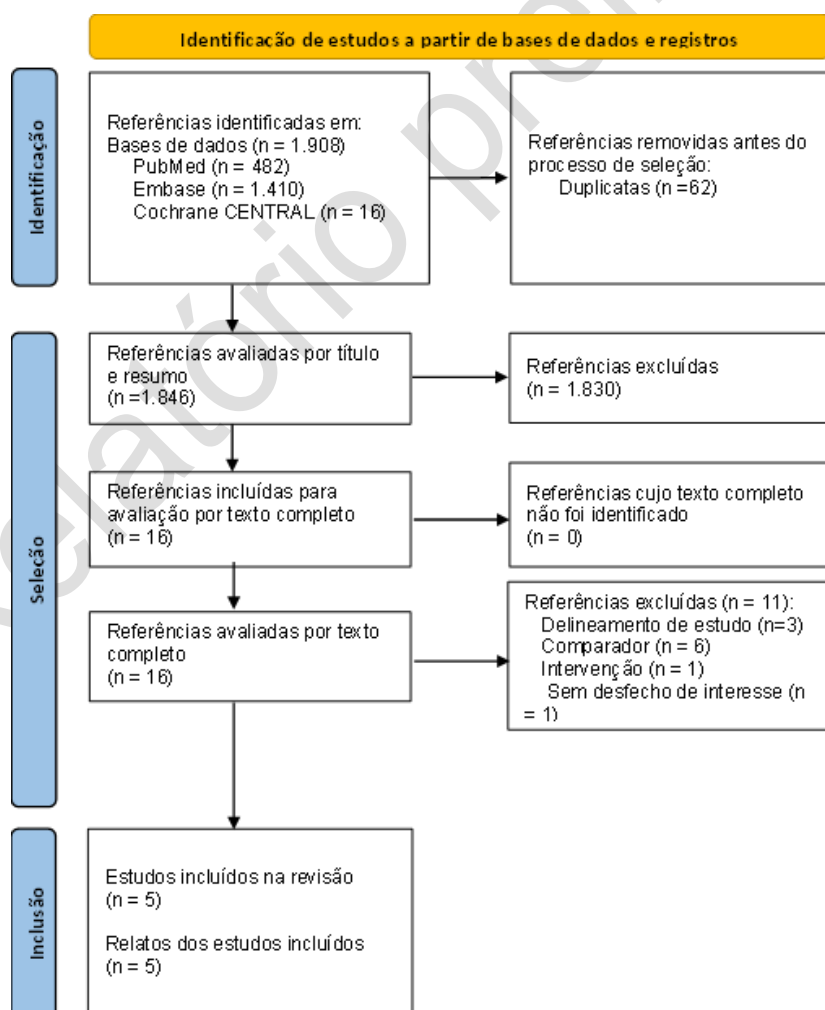 Identificação de estudos a partir de bases de dados e registros
Identificação
Referências identificadas em:
Bases de dados (n = 1.908)
PubMed (n = 482)
Embase (n = 1.410)
Cochrane CENTRAL (n = 16)
Referências removidas antes do
processo de seleção:
Duplicatas (n =62)
Seleção
Referências avaliadas por título
e resumo
(n =1.846)
Referências excluídas
(n = 1.830)
Referências incluídas para
avaliação por texto completo
(n = 16)
Referências cujo texto completo
não foi identificado
(n = 0)
Referências avaliadas por texto
completo
(n = 16)
Referências excluídas (n = 11):
Delineamento de estudo (n=3)
Comparador (n = 6)
Intervenção (n = 1)
Sem desfecho de interesse (n
= 1)
Inclusão
Estudos incluídos na revisão
(n = 5)
Relatos dos estudos incluídos
(n = 5)
Relatório